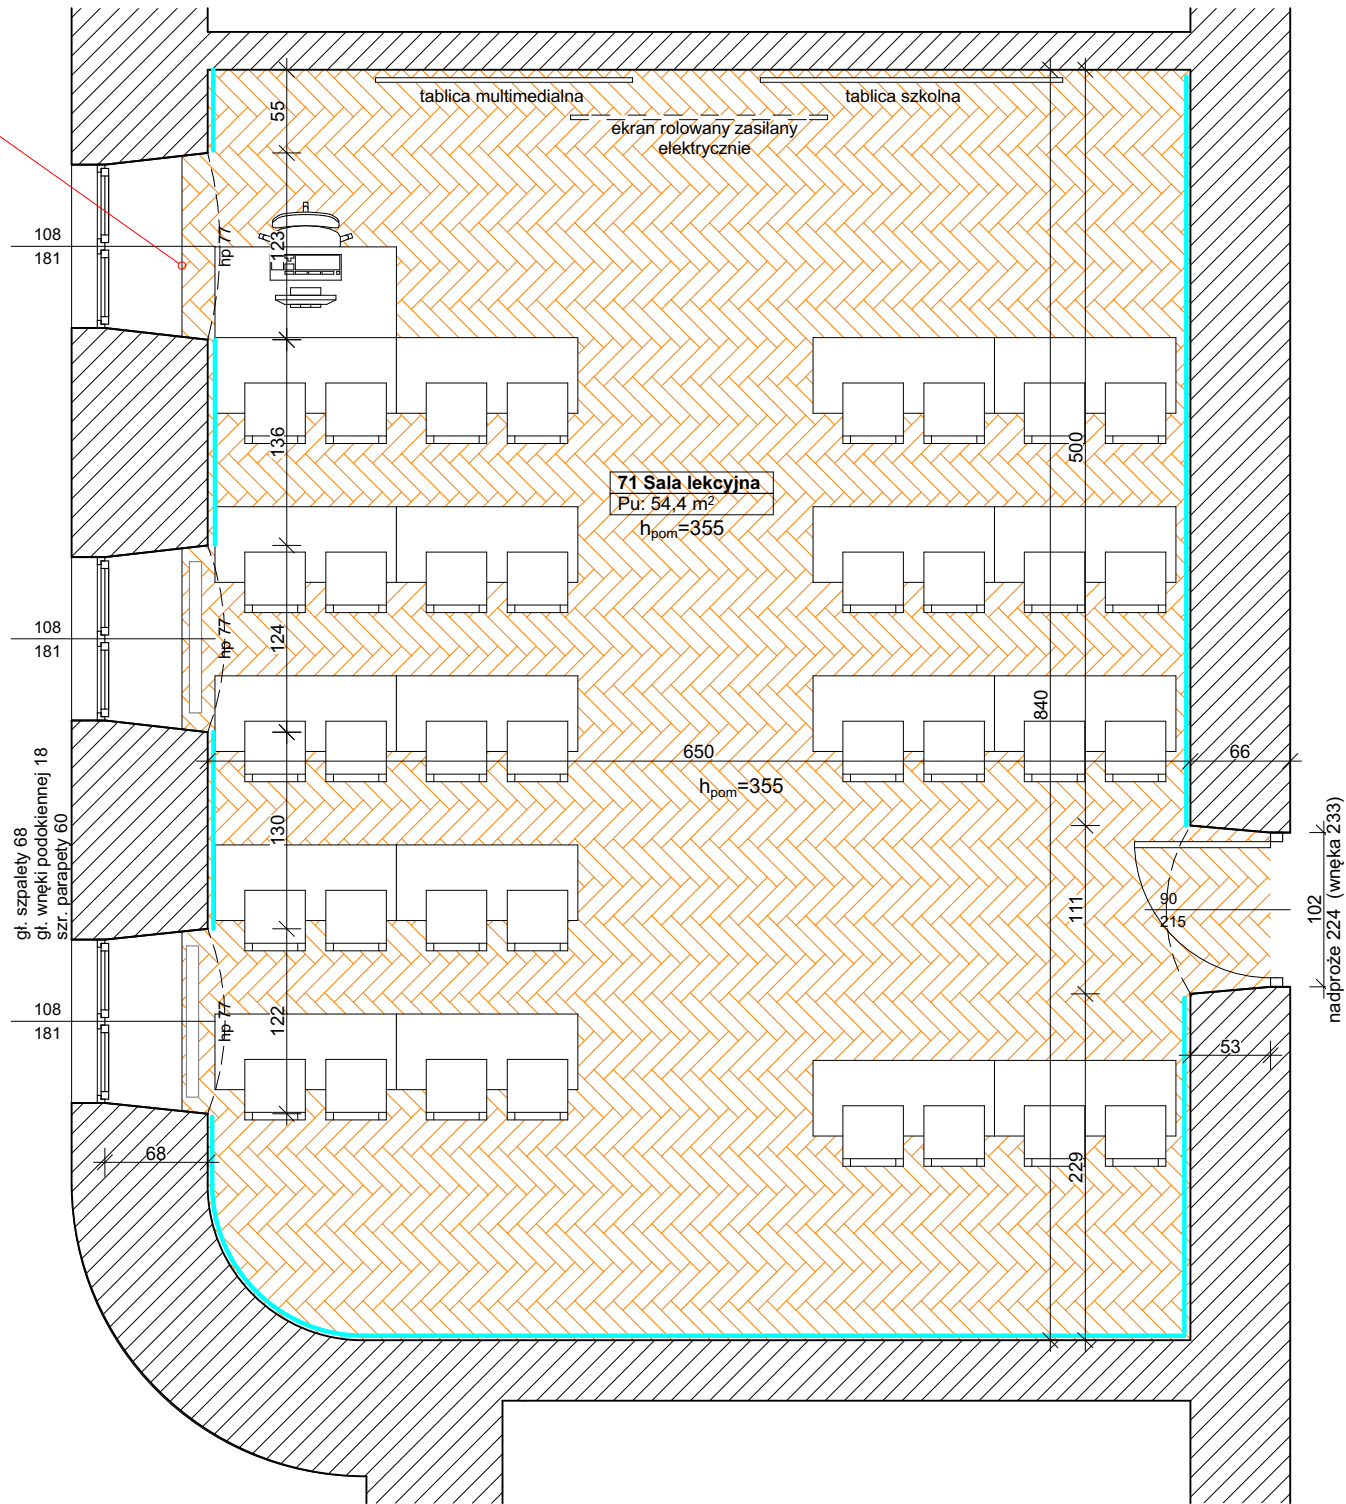 tablica multimedialna
tablica szkolna
ekran rolowany zasilany
elektrycznie
55
108
181
hp 77
123
136
500
71 Sala lekcyjna
Pu: 54,4 m²
hpom=355
108
181
hp 77
124
840
650
66
hpom=355
130
gł. szpalety 68
gł. wnęki podokiennej 18
szr. parapety 60
90
215
111
102
nadproże 224 (wnęka 233)
108
181
hp 77
122
53
68
229